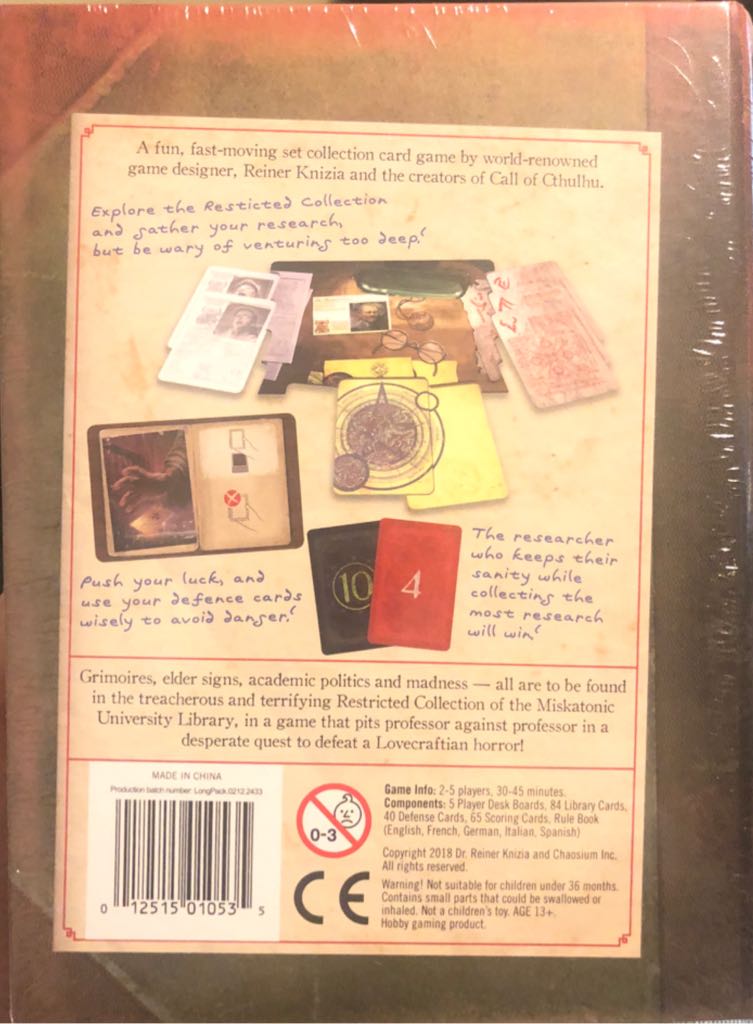 A fun, fast-moving set collection card game by world-renowned
game designer, Reiner Knizia and the creators of Call of Cthulhu.
Explore the Resticted Collection
and gather your research,
but be wary of venturing too deep!
10
4
The researcher
who keeps their
sanity while
collecting the
most research
will win!
Push your luck, and
use your defence cards
wisely to avoid danger!
Grimoires, elder signs, academic politics and madness — all are to be found
in the treacherous and terrifying Restricted Collection of the Miskatonic
University Library, in a game that pits professor against professor in a
desperate quest to defeat a Lovecraftian horror!
MADE IN CHINA
Production batch number: LongPack.0212.2433
0 12515 01053 5
0-3
CE
Game Info: 2-5 players, 30-45 minutes.
Components: 5 Player Desk Boards, 84 Library Cards,
40 Defense Cards, 65 Scoring Cards, Rule Book
(English, French, German, Italian, Spanish)
Copyright 2018 Dr. Reiner Knizia and Chaosium Inc.
All rights reserved.
Warning! Not suitable for children under 36 months.
Contains small parts that could be swallowed or
inhaled. Not a children's toy. AGE 13+.
Hobby gaming product.